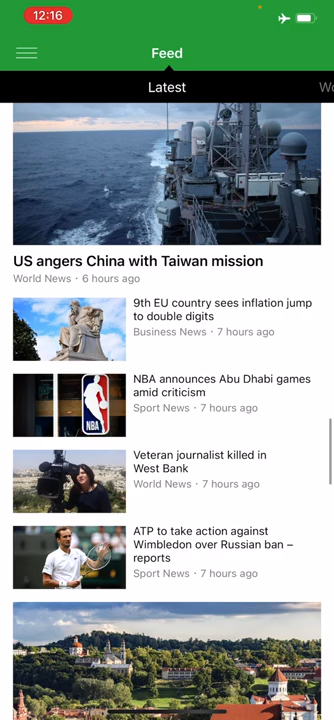 12:16
Feed
Latest
Wo
US angers China with Taiwan mission
World News · 6 hours ago
9th EU country sees inflation jump
to double digits
Business News · 7 hours ago
NBA announces Abu Dhabi games
amid criticism
Sport News · 7 hours ago
NBA
Veteran journalist killed in
West Bank
World News · 7 hours ago
ATP to take action against
Wimbledon over Russian ban –
reports
Sport News · 7 hours ago